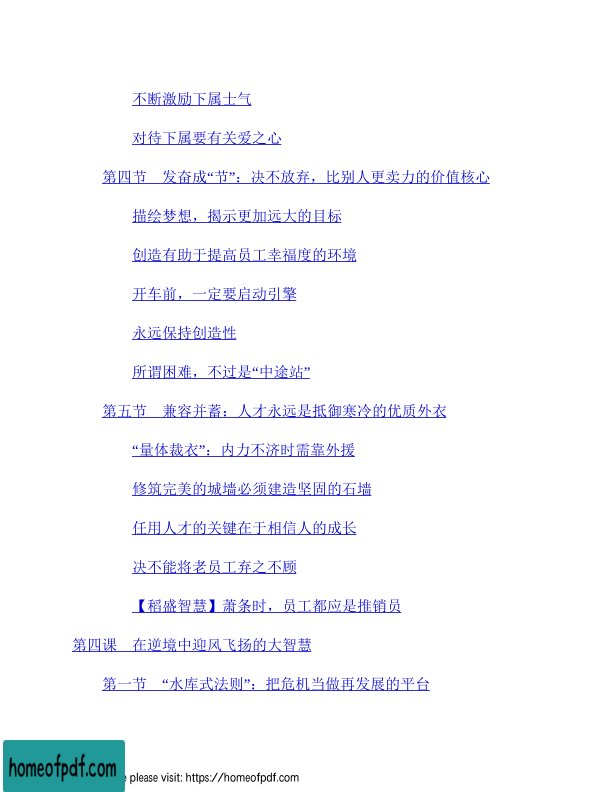 不断激励下属士气
对待下属要有关爱之心
第四节　发奋成“节”：决不放弃，比别人更卖力的价值核心
描绘梦想，揭示更加远大的目标
创造有助于提高员工幸福度的环境
开车前，一定要启动引擎
永远保持创造性
所谓困难，不过是“中途站”
第五节　兼容并蓄：人才永远是抵御寒冷的优质外衣
“量体裁衣”：内力不济时需靠外援
修筑完美的城墙必须建造坚固的石墙
任用人才的关键在于相信人的成长
决不能将老员工弃之不顾
【稻盛智慧】萧条时，员工都应是推销员
第四课　在逆境中迎风飞扬的大智慧
第一节　“水库式法则”：把危机当做再发展的平台
homeofpdf.com
please visit: https://homeofpdf.com